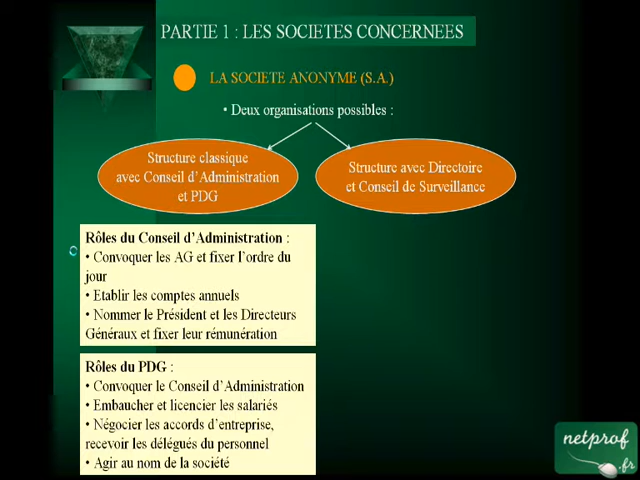 PARTIE 1 : LES SOCIETES CONCERNEES
LA SOCIETE ANONYME (S.A.)
• Deux organisations possibles :
Structure classique
avec Conseil d’Administration
et PDG
Structure avec Directoire
et Conseil de Surveillance
Rôles du Conseil d’Administration :
• Convoquer les AG et fixer l’ordre du
jour
• Etablir les comptes annuels
• Nommer le Président et les Directeurs
Généraux et fixer leur rémunération
Rôles du PDG :
• Convoquer le Conseil d’Administration
• Embaucher et licencier les salariés
• Négocier les accords d’entreprise,
recevoir les délégués du personnel
• Agir au nom de la société
netprof
.fr